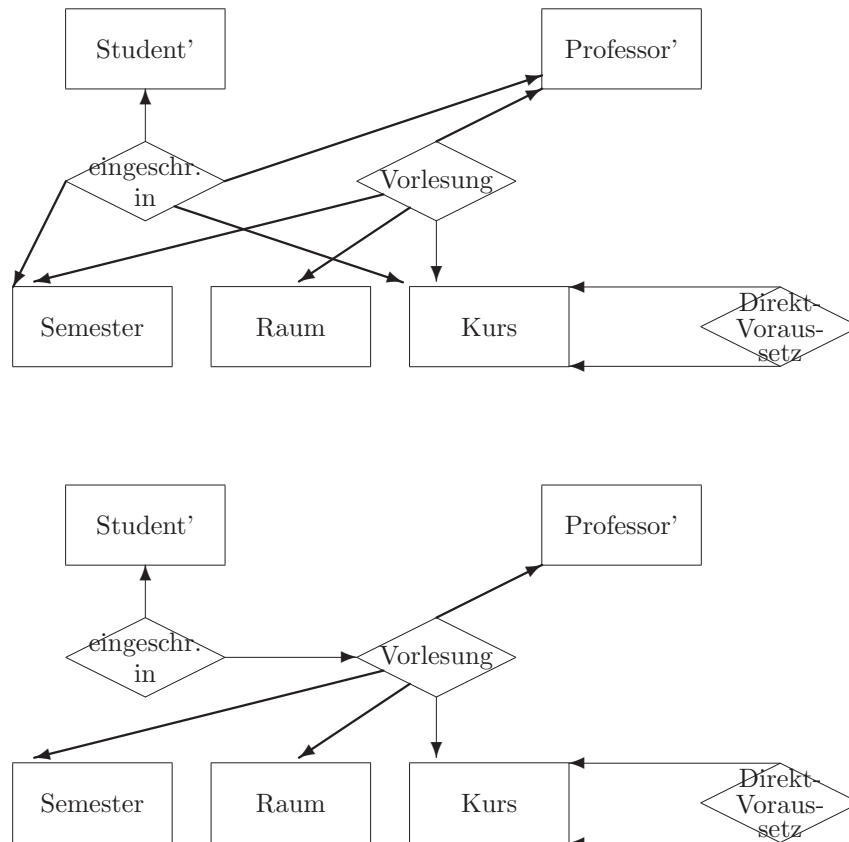 Student'
Professor'
eingeschr.
in
Vorlesung
Semester
Raum
Kurs
Direkt-
Voraus-
setz
Student'
Professor'
eingeschr.
in
Vorlesung
Semester
Raum
Kurs
Direkt-
Voraus-
setz